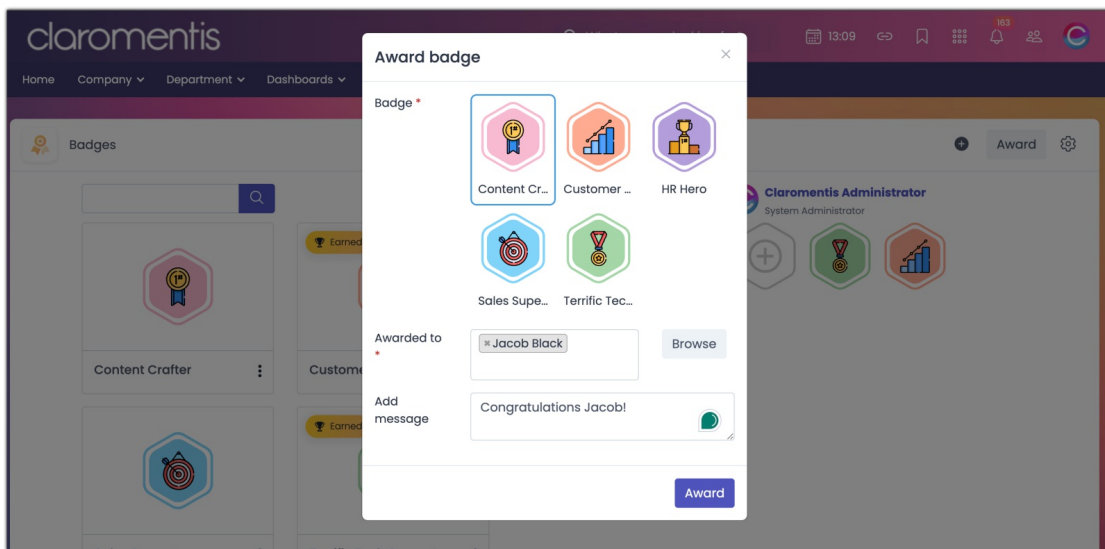 claromentis
13:09
163
Home Company Department Dashboards
Award badge
Badge *
Content Cr... Customer ... HR Hero
Sales Supe... Terrific Tec...
Awarded to
*
× Jacob Black
Browse
Add
message
Congratulations Jacob!
Award
Badges
Award
Claromentis Administrator
System Administrator
Earned
1st
Content Crafter
Custome
Earned